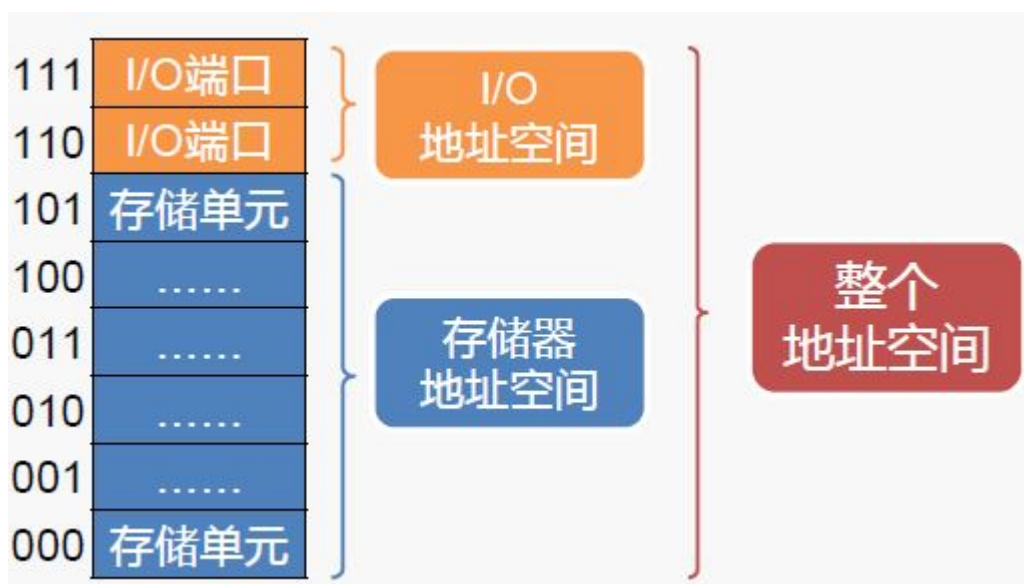 111 I/O端口
110 I/O端口
I/O
地址空间
101 存储单元
100 ......
011 ......
010 ......
001 ......
000 存储单元
存储器
地址空间
整个
地址空间